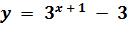 y = 3^{x + 1} − 3